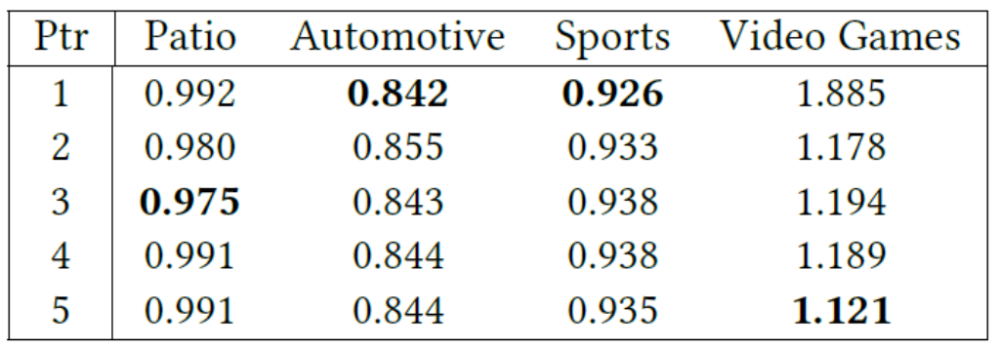 Ptr Patio Automotive Sports Video Games
1 0.992 0.842 0.926 1.885
2 0.980 0.855 0.933 1.178
3 0.975 0.843 0.938 1.194
4 0.991 0.844 0.938 1.189
5 0.991 0.844 0.935 1.121